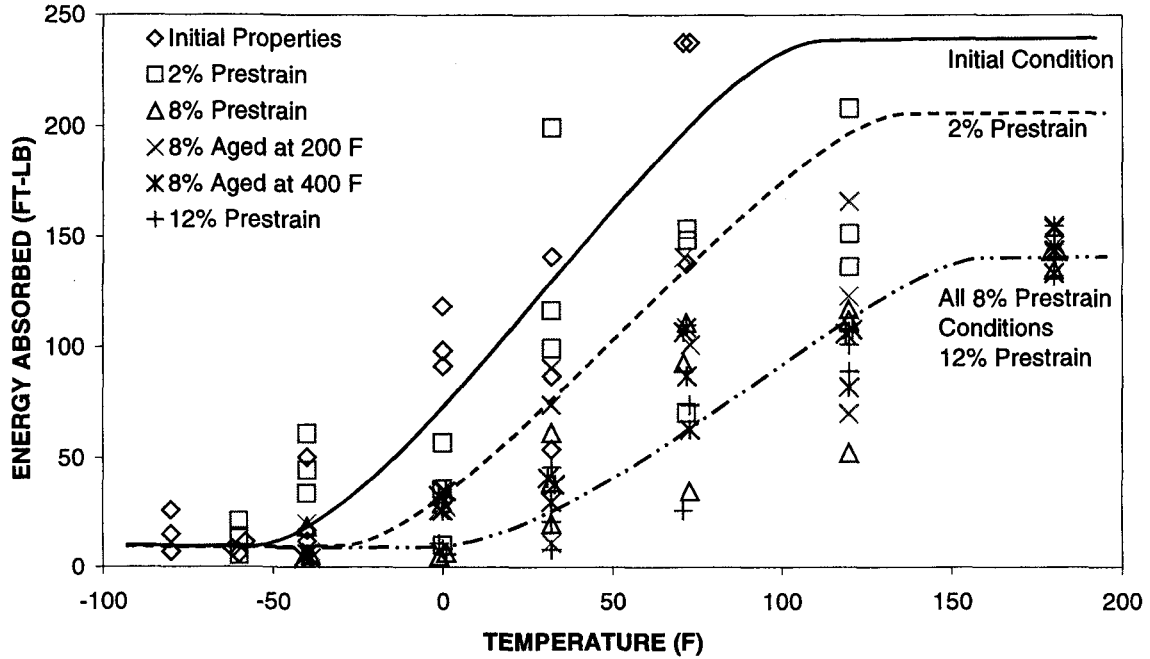 250
200
150
100
50
0
ENERGY ABSORBED (FT-LB)
Initial Properties
2% Prestrain
8% Prestrain
8% Aged at 200 F
8% Aged at 400 F
12% Prestrain
Initial Condition
2% Prestrain
All 8% Prestrain
Conditions
12% Prestrain
-100 -50 0 50 100 150 200
TEMPERATURE (F)